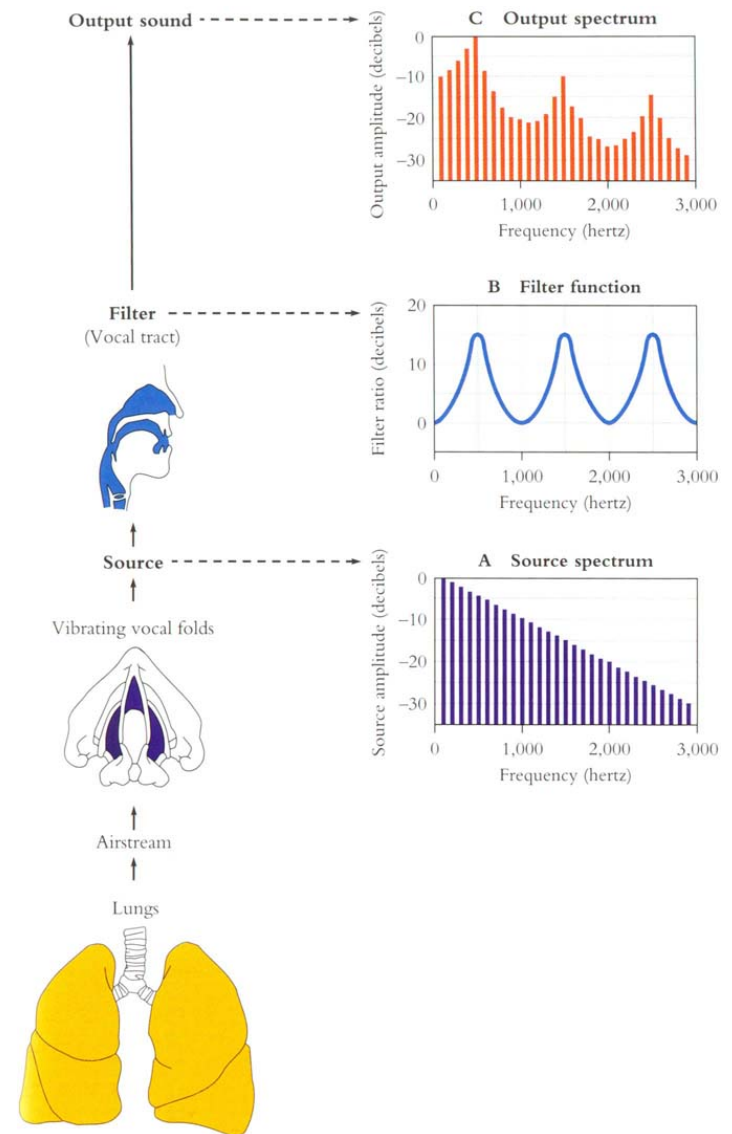 Output sound
C Output spectrum
Output amplitude (decibels)
0
−10
−20
−30
0 1,000 2,000 3,000
Frequency (hertz)
Filter
(Vocal tract)
B Filter function
Filter ratio (decibels)
20
10
0
0 1,000 2,000 3,000
Frequency (hertz)
Source
A Source spectrum
Source amplitude (decibels)
0
−10
−20
−30
0 1,000 2,000 3,000
Frequency (hertz)
Vibrating vocal folds
Airstream
Lungs